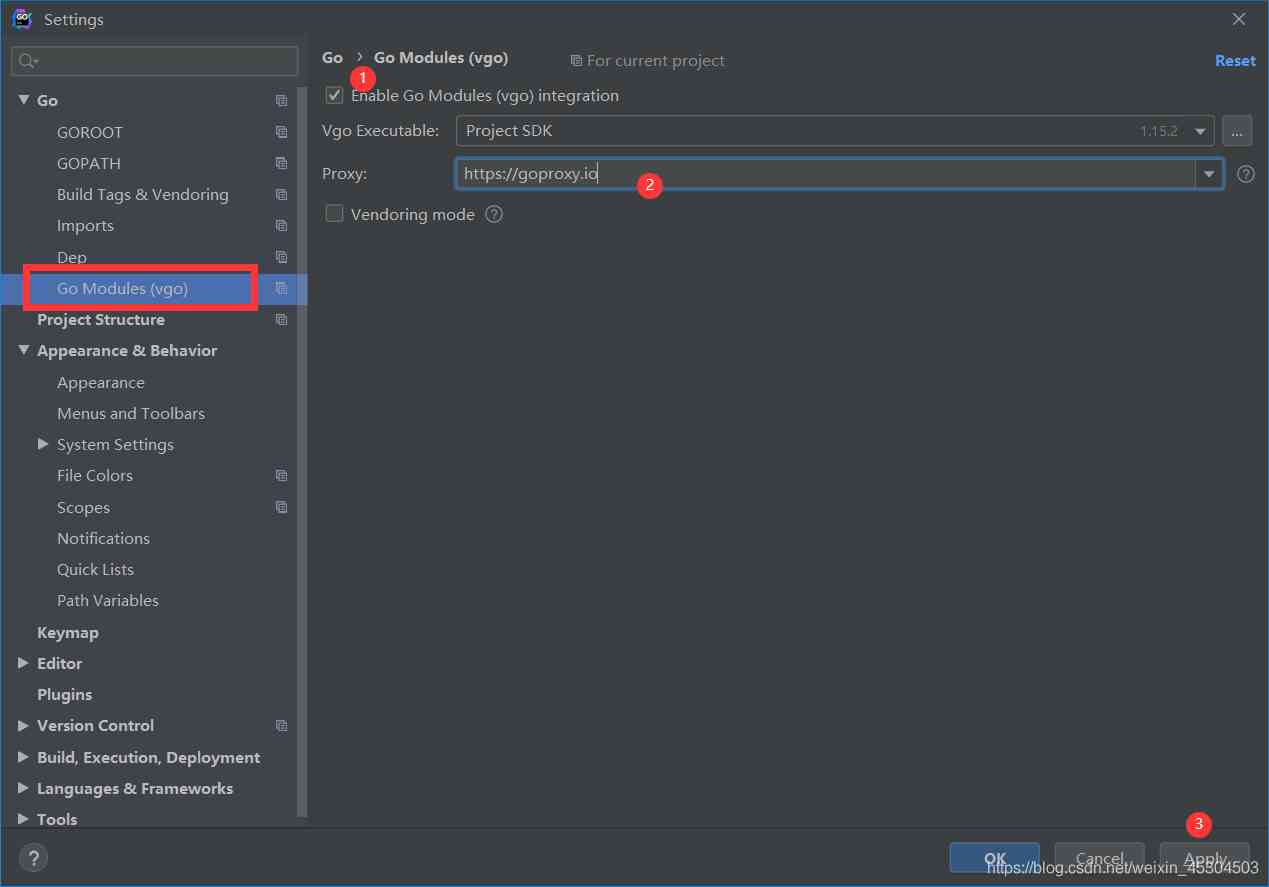 Settings
Go
GOROOT
GOPATH
Build Tags & Vendoring
Imports
Dep
Go Modules (vgo)
Project Structure
Appearance & Behavior
Appearance
Menus and Toolbars
System Settings
File Colors
Scopes
Notifications
Quick Lists
Path Variables
Keymap
Editor
Plugins
Version Control
Build, Execution, Deployment
Languages & Frameworks
Tools
Go › Go Modules (vgo) For current project Reset
1
Enable Go Modules (vgo) integration
Vgo Executable: Project SDK 1.15.2 ...
Proxy: https://goproxy.io ?
2
Vendoring mode ?
3
? OK Cancel Apply
https://blog.csdn.net/weixin_45304503